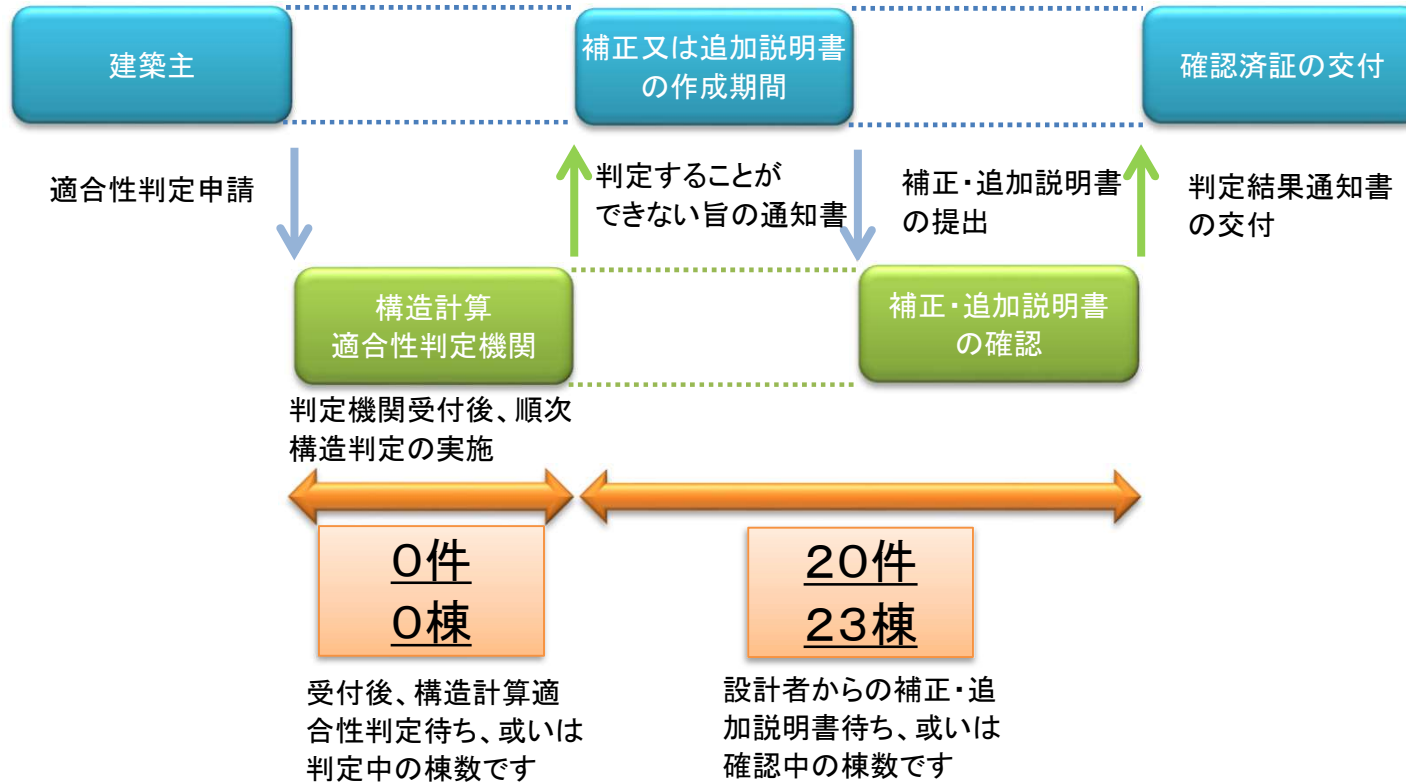 建築主
補正又は追加説明書
の作成期間
確認済証の交付
適合性判定申請
判定することが
できない旨の通知書
補正・追加説明書
の提出
判定結果通知書
の交付
構造計算
適合性判定機関
補正・追加説明書
の確認
判定機関受付後、順次
構造判定の実施
０件
０棟
２０件
２３棟
受付後、構造計算適
合性判定待ち、或いは
判定中の棟数です
設計者からの補正・追
加説明書待ち、或いは
確認中の棟数です